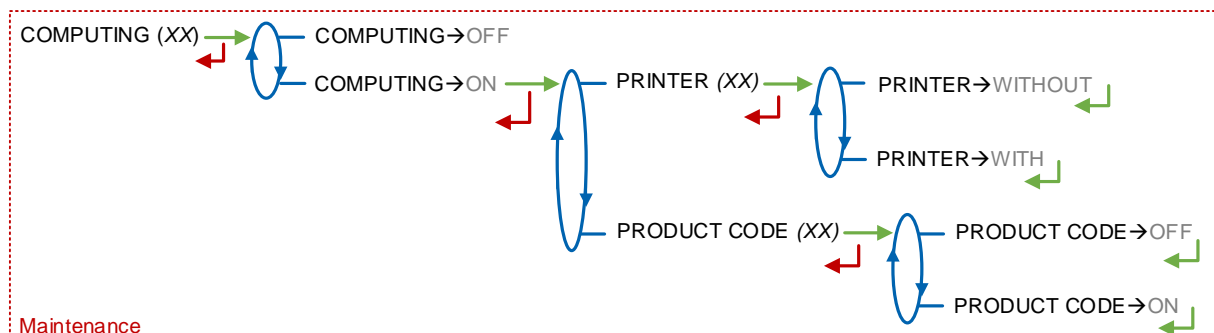 COMPUTING (XX)
COMPUTING→OFF
COMPUTING→ON
PRINTER (XX)
PRINTER→WITHOUT
PRINTER→WITH
PRODUCT CODE (XX)
PRODUCT CODE→OFF
PRODUCT CODE→ON
Maintenance